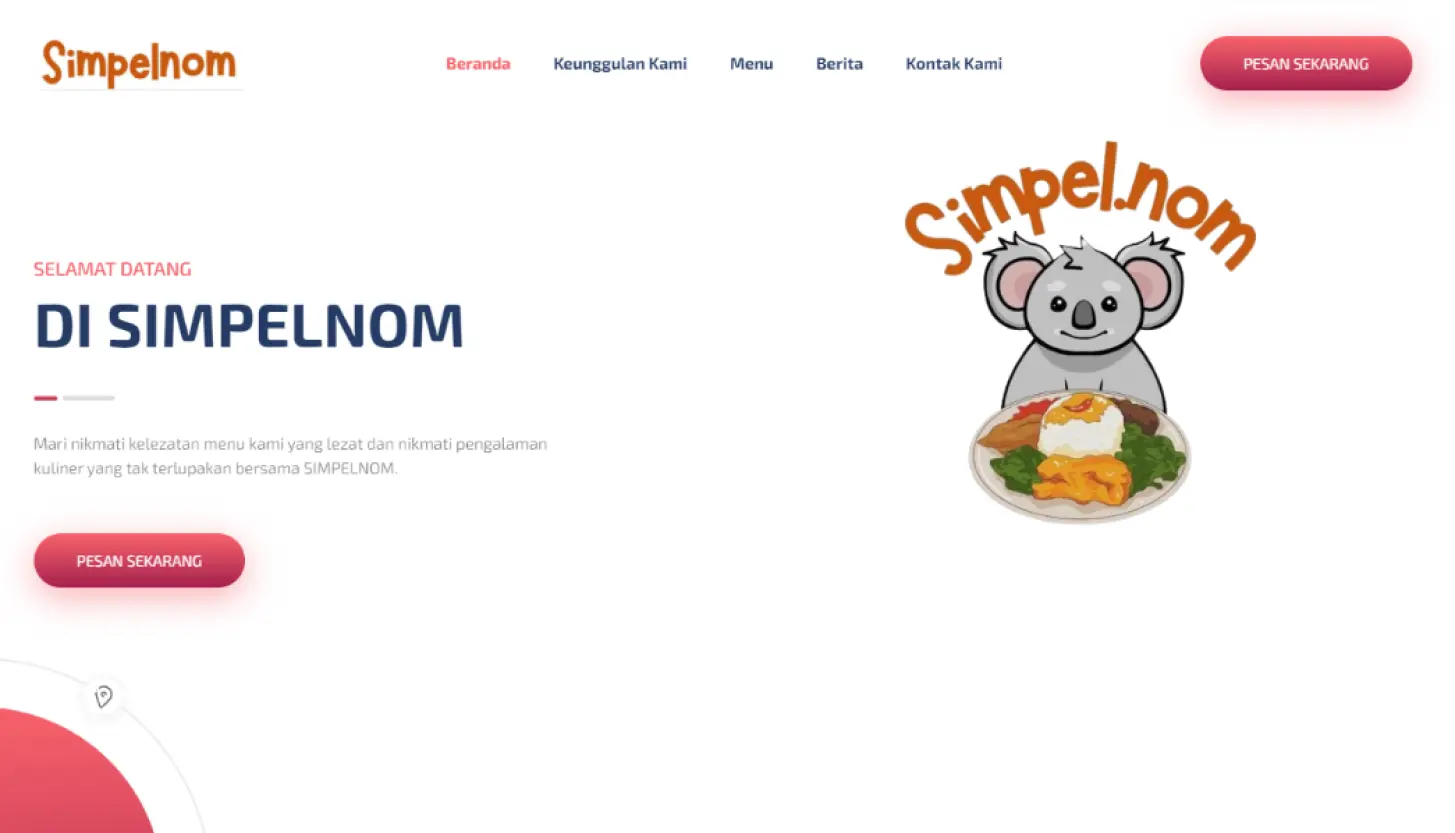 Simpelnom
Beranda
Keunggulan Kami
Menu
Berita
Kontak Kami
PESAN SEKARANG
Simpel.nom
SELAMAT DATANG
DI SIMPELNOM
Mari nikmati kelezatan menu kami yang lezat dan nikmati pengalaman
kuliner yang tak terlupakan bersama SIMPELNOM.
PESAN SEKARANG